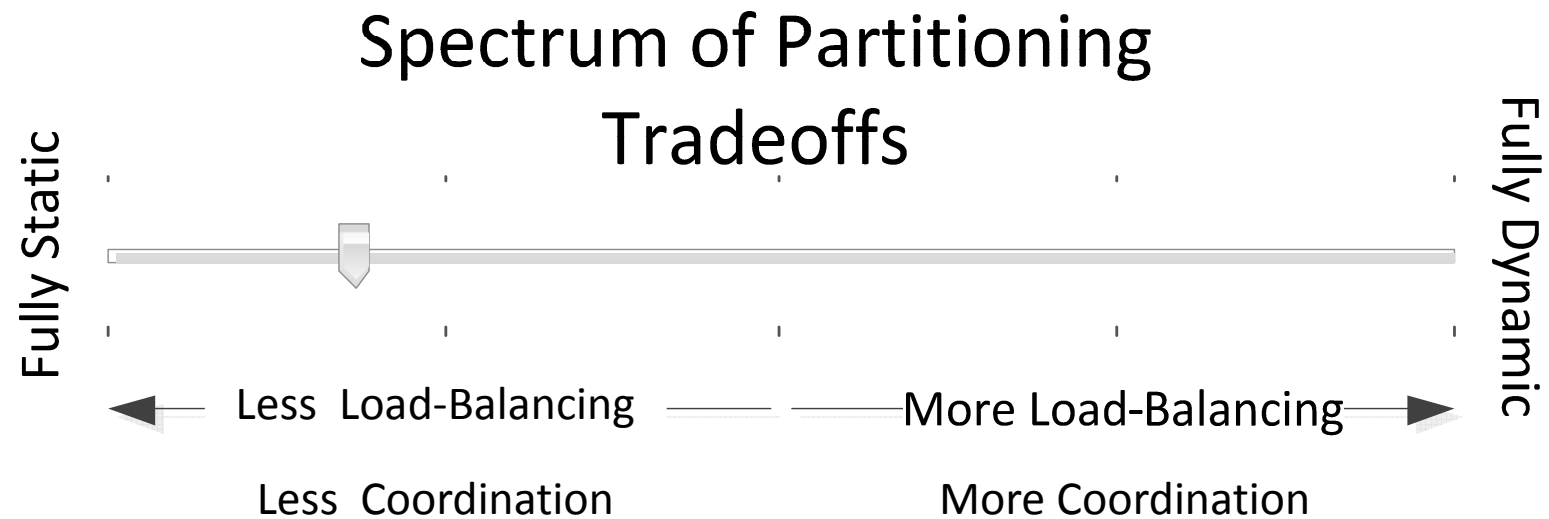 Spectrum of Partitioning
Tradeoffs
Fully Static
Fully Dynamic
Less Load-Balancing
More Load-Balancing
Less Coordination
More Coordination